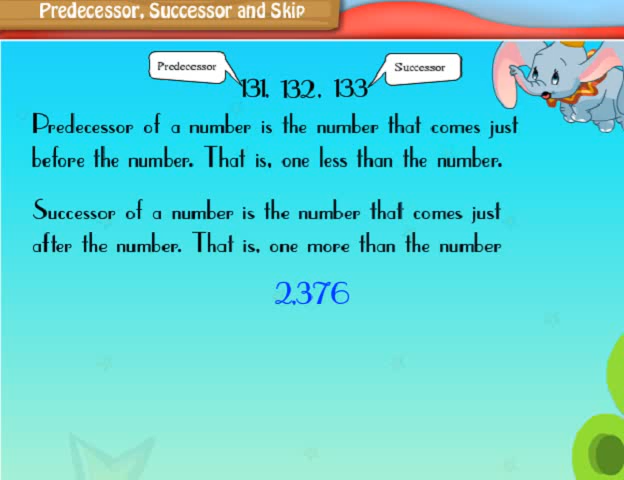 Predecessor, Successor and Skip
Predecessor
Successor
131, 132, 133
Predecessor of a number is the number that comes just
before the number. That is, one less than the number.
Successor of a number is the number that comes just
after the number. That is, one more than the number
2,376